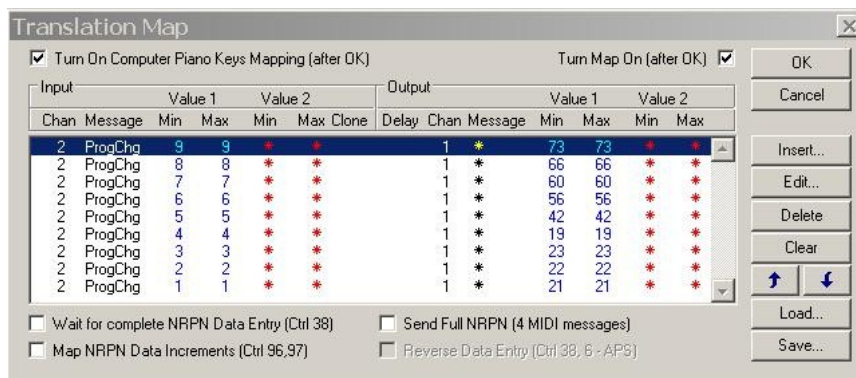 Translation Map
Turn On Computer Piano Keys Mapping (after OK) Turn Map On (after OK)
Input Output
Value 1 Value 2 Value 1 Value 2
Chan Message Min Max Min Max Clone Delay Chan Message Min Max Min Max
2 ProgChg 9 9 * * 1 * 73 73 * *
2 ProgChg 8 8 * * 1 * 66 66 * *
2 ProgChg 7 7 * * 1 * 60 60 * *
2 ProgChg 6 6 * * 1 * 56 56 * *
2 ProgChg 5 5 * * 1 * 42 42 * *
2 ProgChg 4 4 * * 1 * 19 19 * *
2 ProgChg 3 3 * * 1 * 23 23 * *
2 ProgChg 2 2 * * 1 * 22 22 * *
2 ProgChg 1 1 * * 1 * 21 21 * *
Wait for complete NRPN Data Entry (Ctrl 38) Send Full NRPN (4 MIDI messages)
Map NRPN Data Increments (Ctrl 96,97) Reverse Data Entry (Ctrl 38, 6 - APS)
OK
Cancel
Insert...
Edit...
Delete
Clear
Load...
Save...